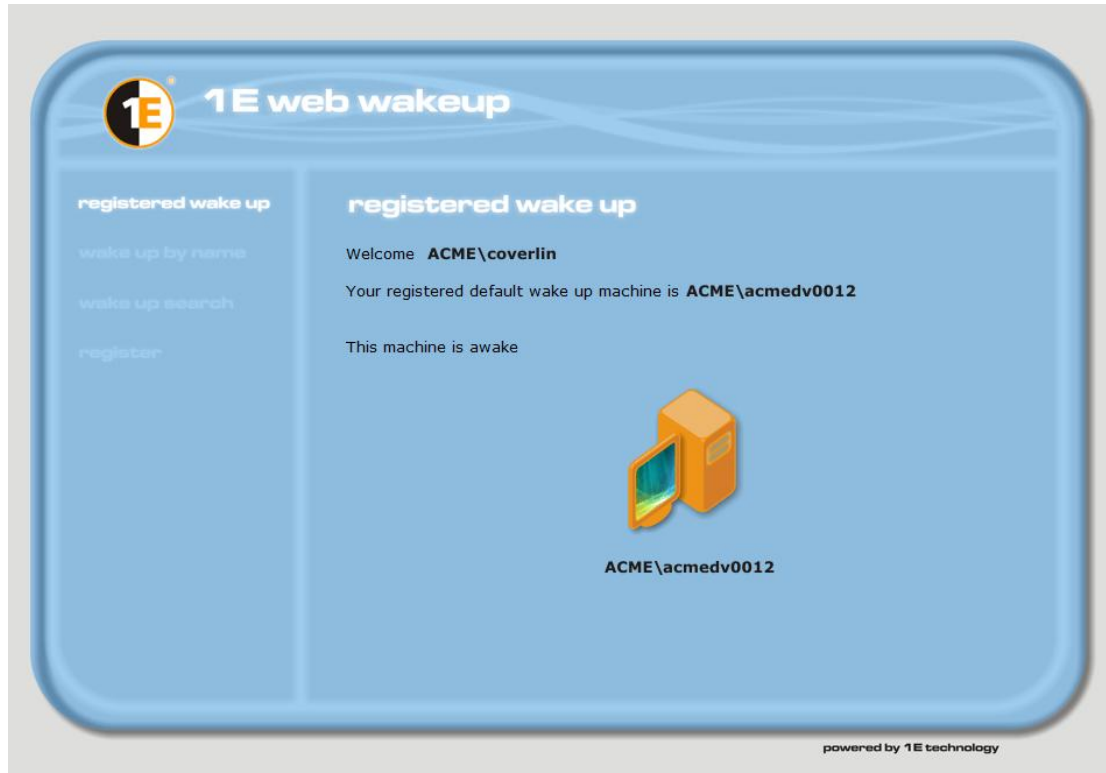 1E
1E web wakeup
registered wake up
wake up by name
wake up search
register
registered wake up
Welcome ACME\coverlin
Your registered default wake up machine is ACME\acmedv0012
This machine is awake
ACME\acmedv0012
powered by 1E technology